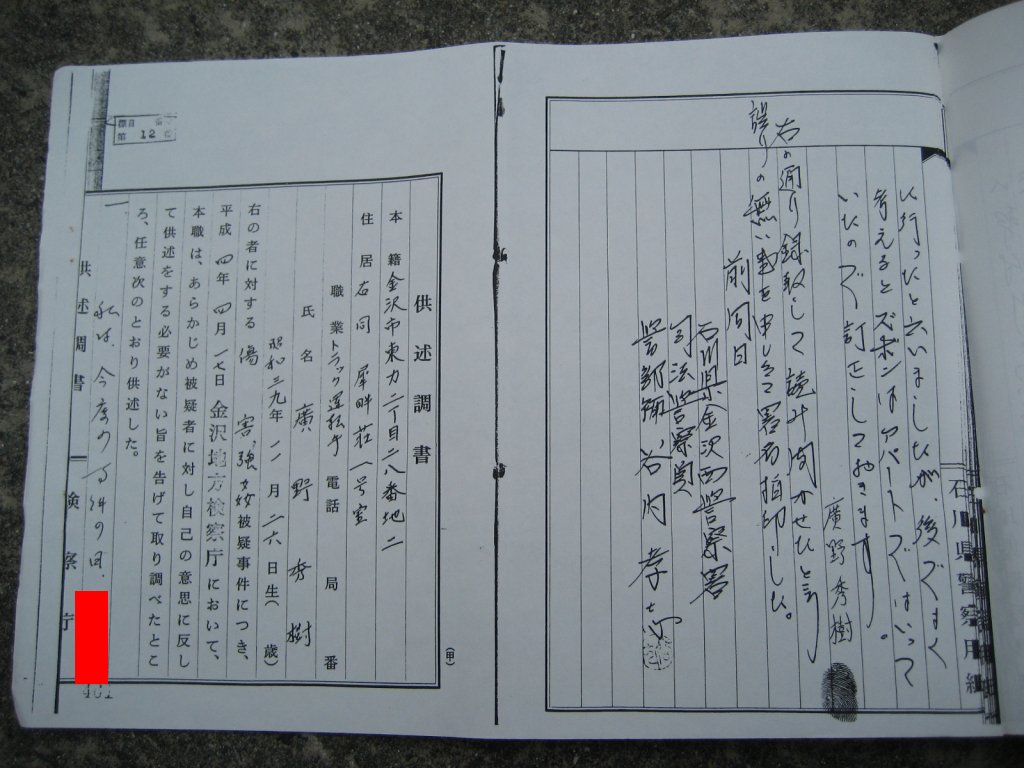 に行ったと云いましたが、後でよく
考えるとズボンはアパートではいて
いたので訂正しておきます
廣野秀樹
右の通り録取して読み聞かせたところ
誤りの無い旨を申し立て署名指印した。
前同日
石川県金沢西警察署
司法警察員
警部補 谷内孝志
石川県警察用紙
標目
第 12 号
供述調書
(甲)
本籍 金沢市東力二丁目二八番地二
住居 右同 犀畔荘一号室
職業 トラック運転手 電話 局 番
氏名 廣野秀樹
昭和三九年一一月二六日生( 歳)
右の者に対する 傷害、強姦 被疑事件につき、
平成四年四月一七日 金沢地方検察庁において、
本職は、あらかじめ被疑者に対し自己の意思に反し
て供述をする必要がない旨を告げて取り調べたとこ
ろ、任意次のとおり供述した。
一
私は、今度の事件の日、
供述調書
検察庁
401